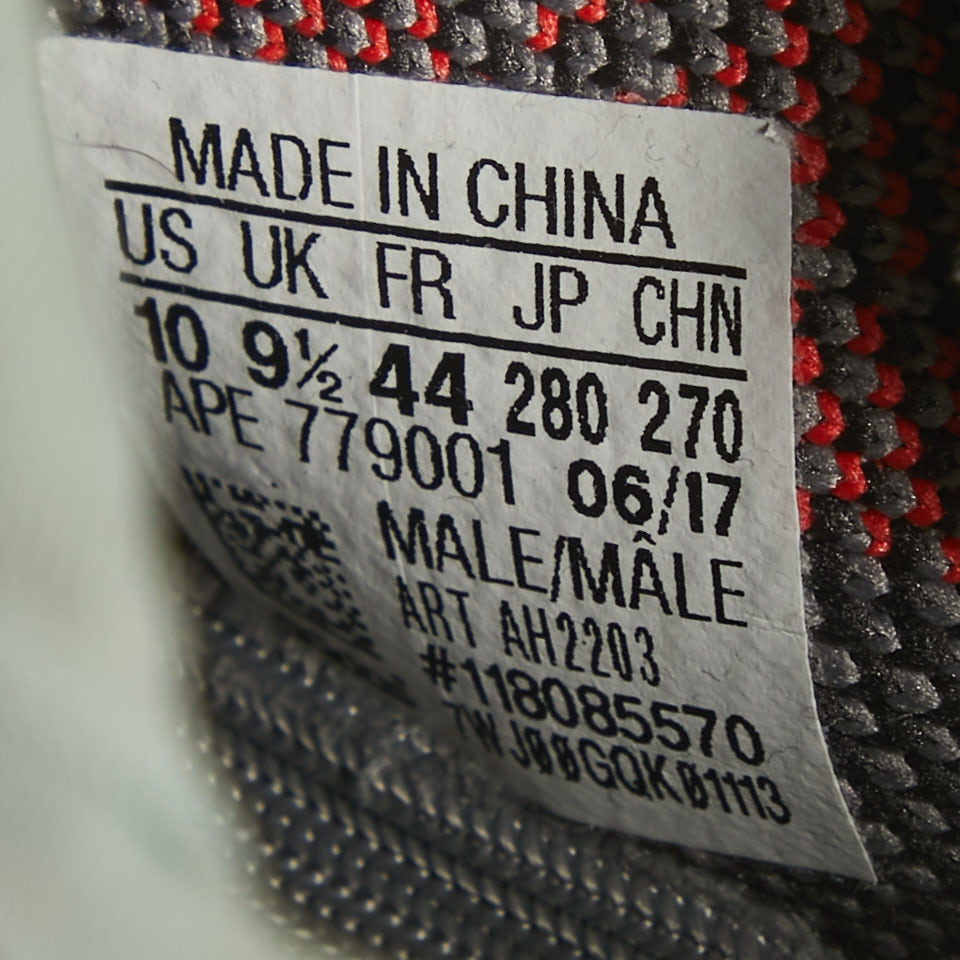 MADE IN CHINA
US UK FR JP CHN
10 9½ 44 280 270
APE 779001 06/17
MALE/MÂLE
ART AH2203
#118085570
7WJ00GQK01113